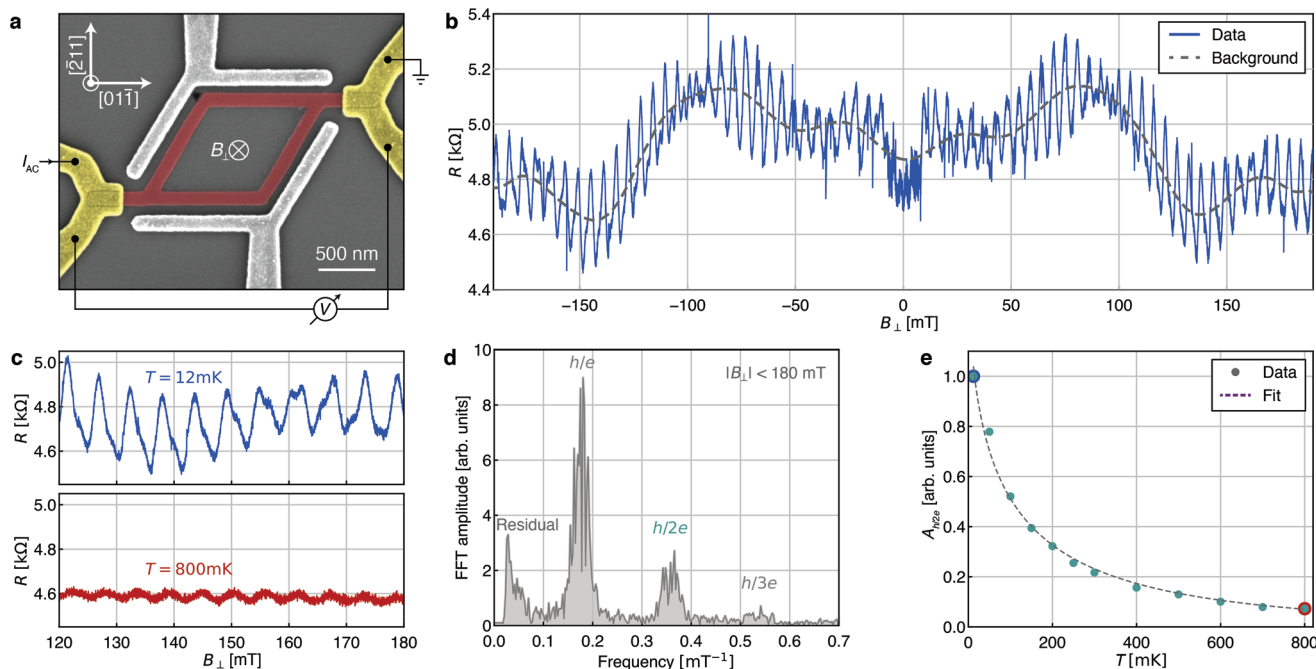 a
[2̄11]
[011̄]
B⊥
I_AC
500 nm
V
b
5.4
5.2
5.0
4.8
4.6
4.4
R [kΩ]
Data
Background
−150
−100
−50
0
50
100
150
B⊥ [mT]
c
5.0
4.8
4.6
R [kΩ]
T = 12mK
5.0
4.8
4.6
R [kΩ]
T = 800mK
120
130
140
150
160
170
180
B⊥ [mT]
d
10
8
6
4
2
0
FFT amplitude [arb. units]
h/e
|B⊥| < 180 mT
Residual
h/2e
h/3e
0.0
0.1
0.2
0.3
0.4
0.5
0.6
0.7
Frequency [mT⁻¹]
e
1.0
0.8
0.6
0.4
0.2
0.0
A_h/2e [arb. units]
Data
Fit
0
200
400
600
800
T [mK]